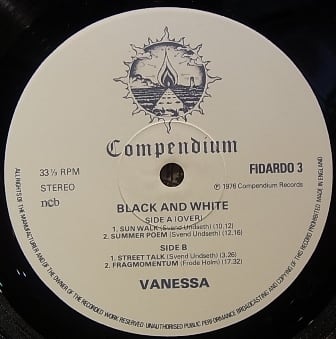 Compendium
33⅓ RPM
STEREO
ncb
FIDARDO 3
℗ 1976 Compendium Records
BLACK AND WHITE
SIDE A (OVER)
1. SUN WALK (Svend Undseth) (10.12)
2. SUMMER POEM (Svend Undseth) (12.16)
SIDE B
1. STREET TALK (Svend Undseth) (3.26)
2. FRAGMOMENTUM (Frode Holm) (17.32)
VANESSA
ALL RIGHTS OF THE MANUFACTURER AND OF THE OWNER OF THE RECORDED WORK RESERVED UNAUTHORISED PUBLIC PERFORMANCE BROADCASTING AND COPYING OF THIS RECORD PROHIBITED MADE IN ENGLAND